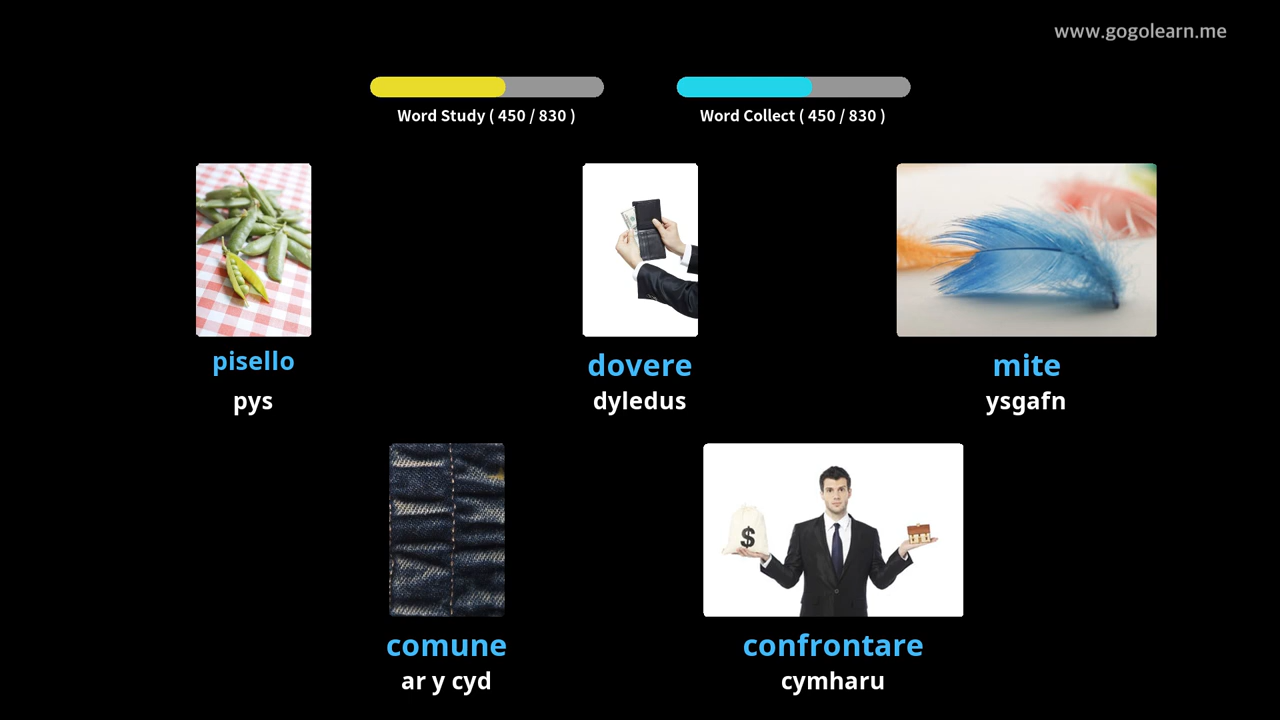 www.gogolearn.me
Word Study ( 450 / 830 )
Word Collect ( 450 / 830 )
pisello
pys
dovere
dyledus
mite
ysgafn
comune
ar y cyd
confrontare
cymharu
$